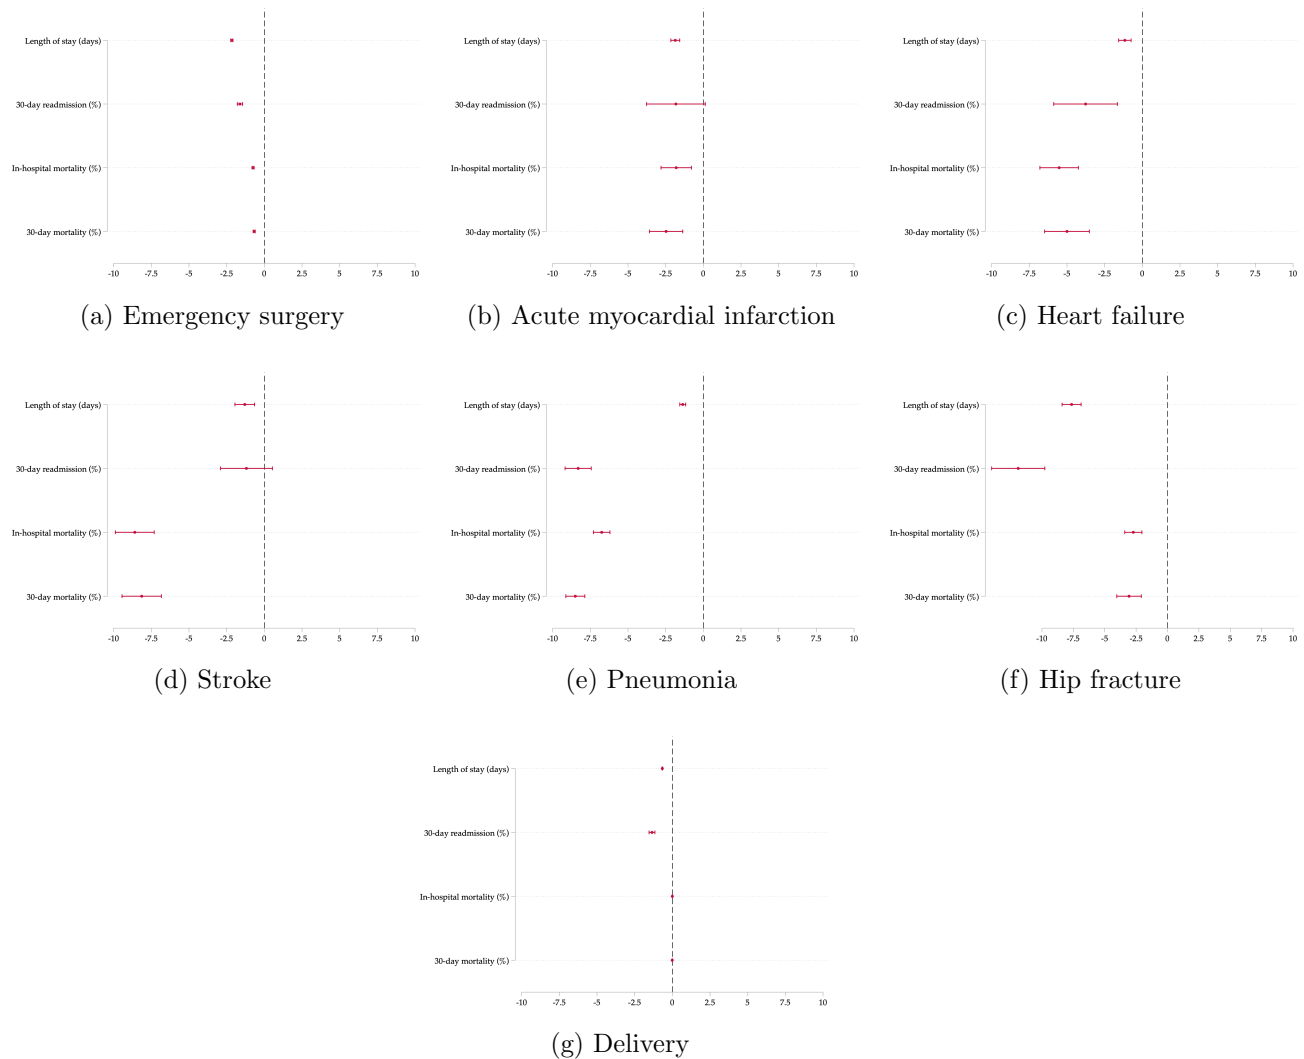 Length of stay (days)
30-day readmission (%)
In-hospital mortality (%)
30-day mortality (%)
-10 -7.5 -5 -2.5 0 2.5 5 7.5 10
(a) Emergency surgery
Length of stay (days)
30-day readmission (%)
In-hospital mortality (%)
30-day mortality (%)
-10 -7.5 -5 -2.5 0 2.5 5 7.5 10
(b) Acute myocardial infarction
Length of stay (days)
30-day readmission (%)
In-hospital mortality (%)
30-day mortality (%)
-10 -7.5 -5 -2.5 0 2.5 5 7.5 10
(c) Heart failure
Length of stay (days)
30-day readmission (%)
In-hospital mortality (%)
30-day mortality (%)
-10 -7.5 -5 -2.5 0 2.5 5 7.5 10
(d) Stroke
Length of stay (days)
30-day readmission (%)
In-hospital mortality (%)
30-day mortality (%)
-10 -7.5 -5 -2.5 0 2.5 5 7.5 10
(e) Pneumonia
Length of stay (days)
30-day readmission (%)
In-hospital mortality (%)
30-day mortality (%)
-10 -7.5 -5 -2.5 0 2.5 5 7.5 10
(f) Hip fracture
Length of stay (days)
30-day readmission (%)
In-hospital mortality (%)
30-day mortality (%)
-10 -7.5 -5 -2.5 0 2.5 5 7.5 10
(g) Delivery